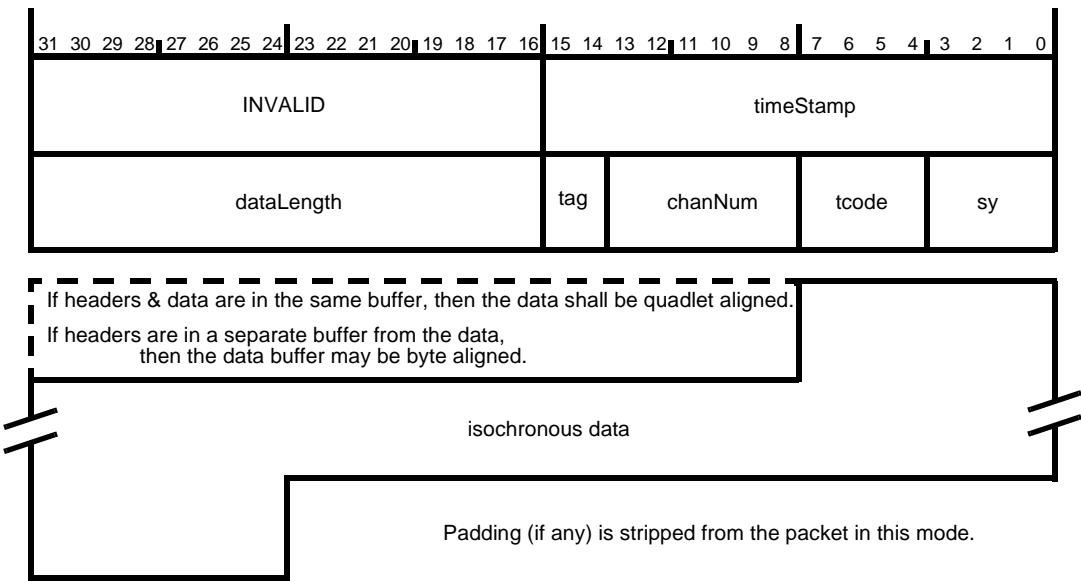 31 30 29 28 27 26 25 24 23 22 21 20 19 18 17 16 15 14 13 12 11 10 9 8 7 6 5 4 3 2 1 0
INVALID timeStamp
dataLength tag chanNum tcode sy
If headers & data are in the same buffer, then the data shall be quadlet aligned.
If headers are in a separate buffer from the data,
then the data buffer may be byte aligned.
isochronous data
Padding (if any) is stripped from the packet in this mode.